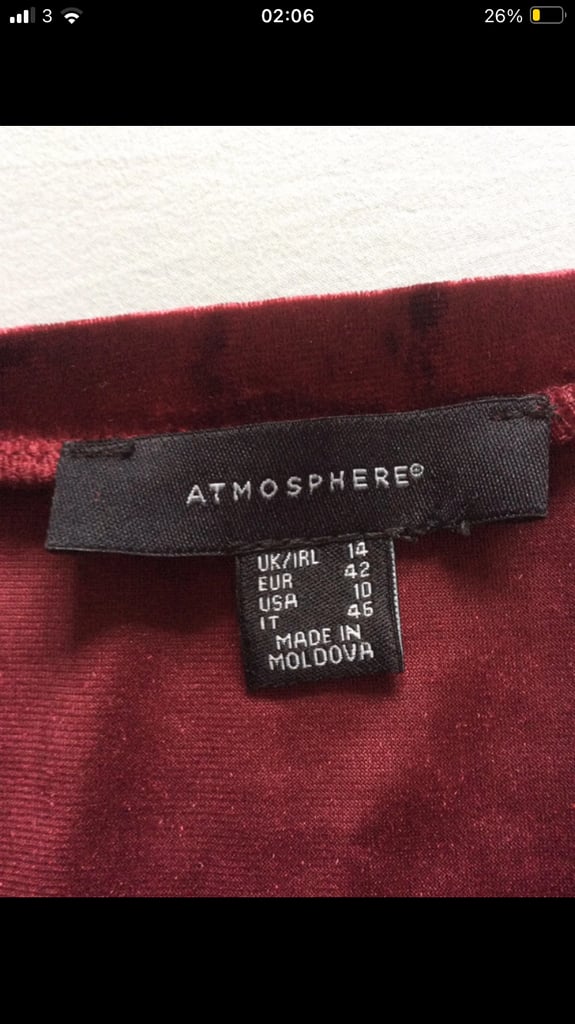 3 02:06 26%
ATMOSPHERE®
UK/IRL 14
EUR 42
USA 10
IT 46
MADE IN
MOLDOVA